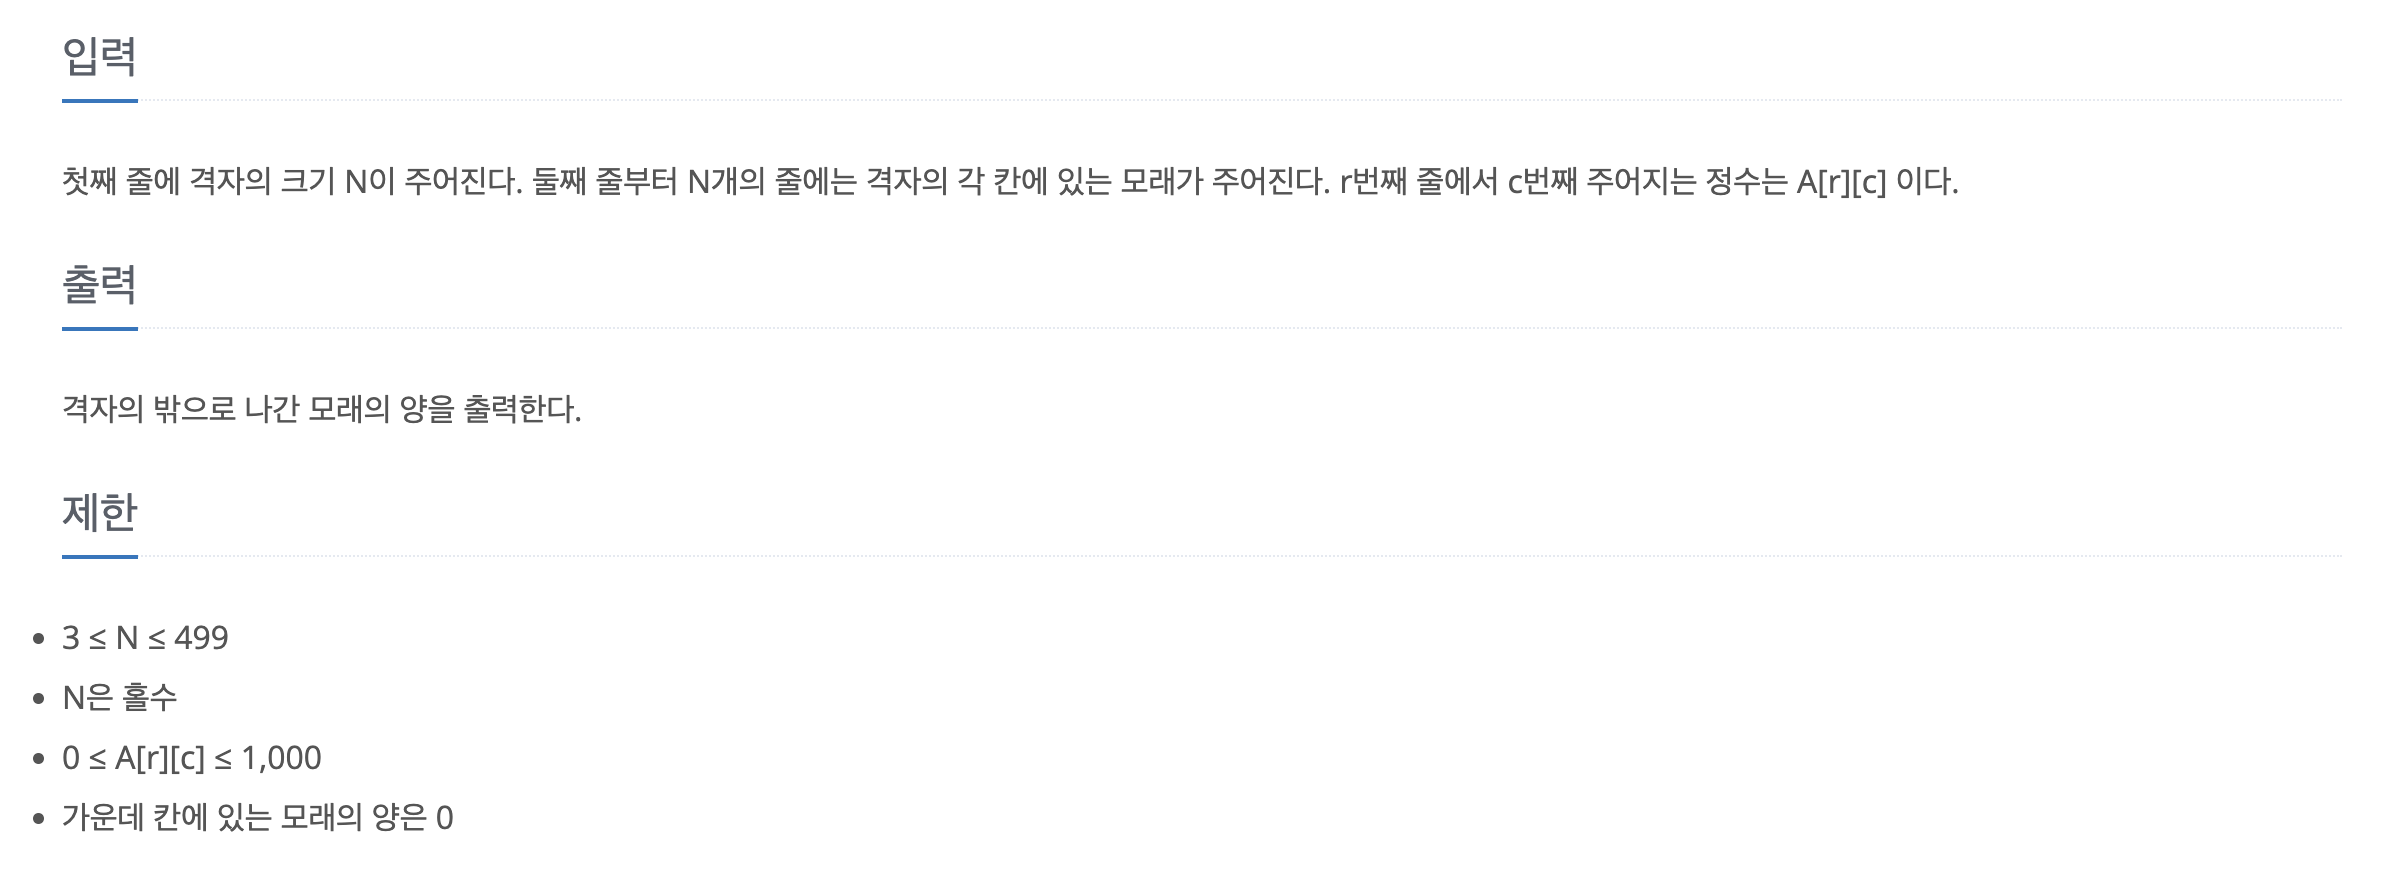 입력
첫째 줄에 격자의 크기 N이 주어진다. 둘째 줄부터 N개의 줄에는 격자의 각 칸에 있는 모래가 주어진다. r번째 줄에서 c번째 주어지는 정수는 A[r][c] 이다.
출력
격자의 밖으로 나간 모래의 양을 출력한다.
제한
• 3 ≤ N ≤ 499
• N은 홀수
• 0 ≤ A[r][c] ≤ 1,000
• 가운데 칸에 있는 모래의 양은 0